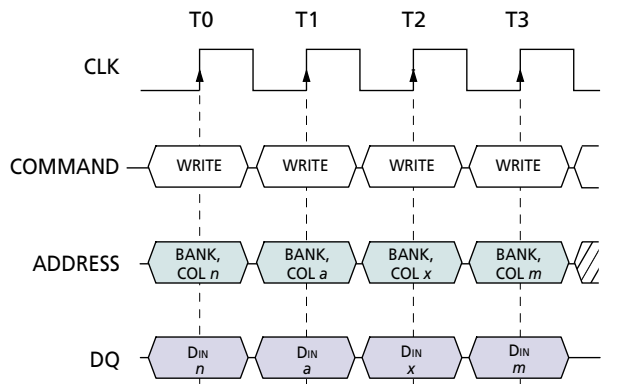 T0 T1 T2 T3
CLK
COMMAND WRITE WRITE WRITE WRITE
ADDRESS BANK, COL n BANK, COL a BANK, COL x BANK, COL m
DQ DIN n DIN a DIN x DIN m